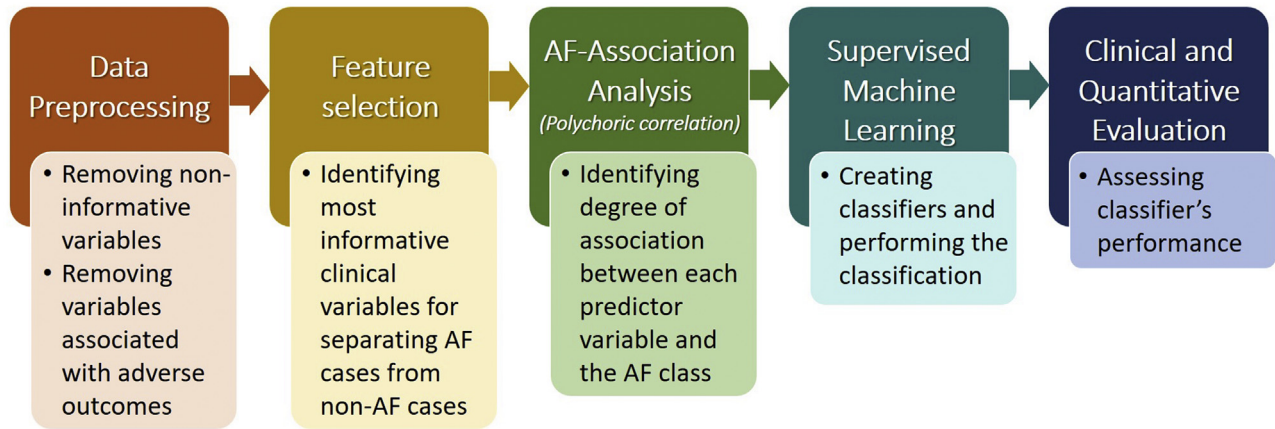 Data
Preprocessing
• Removing non-
informative
variables
• Removing
variables
associated
with adverse
outcomes
Feature
selection
• Identifying
most
informative
clinical
variables for
separating AF
cases from
non-AF cases
AF-Association
Analysis
(Polychoric correlation)
• Identifying
degree of
association
between each
predictor
variable and
the AF class
Supervised
Machine
Learning
• Creating
classifiers and
performing the
classification
Clinical and
Quantitative
Evaluation
• Assessing
classifier’s
performance